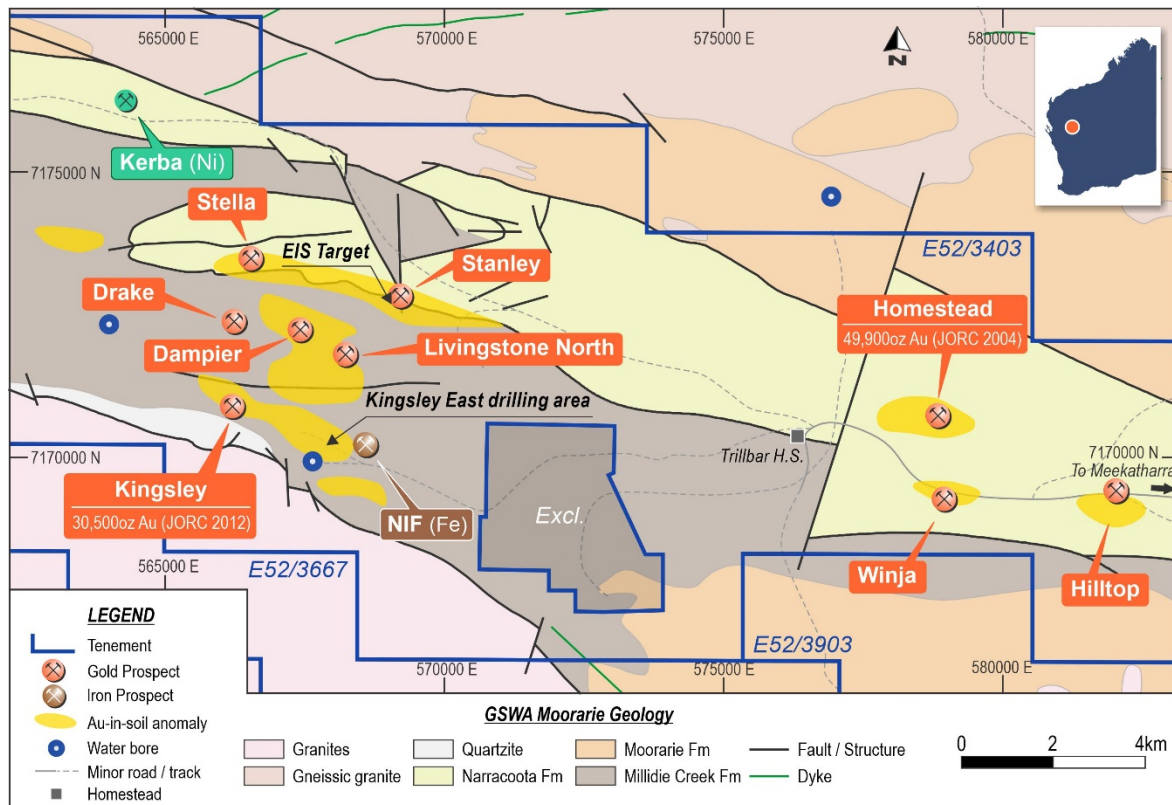 565000 E
570000 E
575000 E
580000 E
N
Kerba (Ni)
7175000 N
Stella
EIS Target
Stanley
E52/3403
Drake
Homestead
49,900oz Au (JORC 2004)
Dampier
Livingstone North
Kingsley East drilling area
Trillbar H.S.
7170000 N
7170000 N
To Meekatharra
Kingsley
30,500oz Au (JORC 2012)
NIF (Fe)
Excl.
Winja
Hilltop
565000 E
E52/3667
E52/3903
570000 E
575000 E
580000 E
LEGEND
Tenement
Gold Prospect
Iron Prospect
Au-in-soil anomaly
Water bore
Minor road / track
Homestead
GSWA Moorarie Geology
Granites
Quartzite
Moorarie Fm
Fault / Structure
Gneissic granite
Narracoota Fm
Millidie Creek Fm
Dyke
0 2 4km